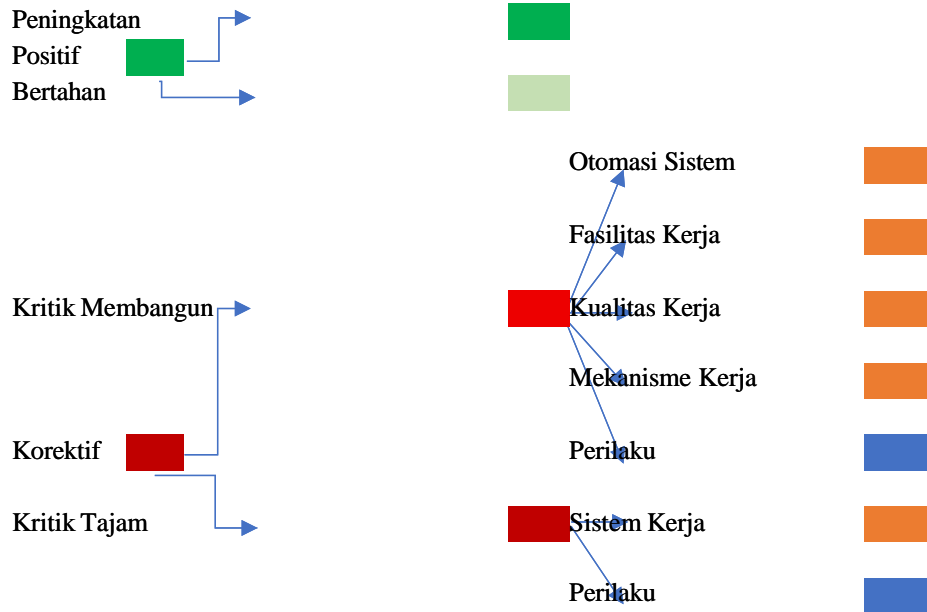 Peningkatan
Positif
Bertahan
Otomasi Sistem
Fasilitas Kerja
Kritik Membangun
Kualitas Kerja
Mekanisme Kerja
Korektif
Perilaku
Kritik Tajam
Sistem Kerja
Perilaku